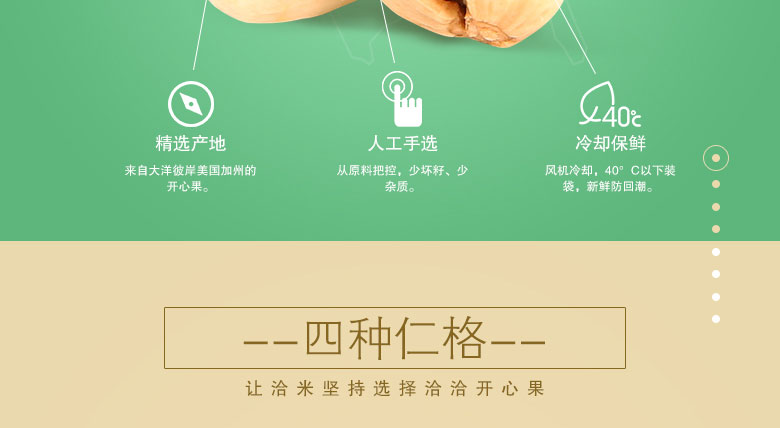 40℃
精选产地
人工手选
冷却保鲜
来自大洋彼岸美国加州的
开心果。
从原料把控，少坏籽、少
杂质。
风机冷却，40°C以下装
袋，新鲜防回潮。
——四种仁格——
让洽米坚持选择洽洽开心果